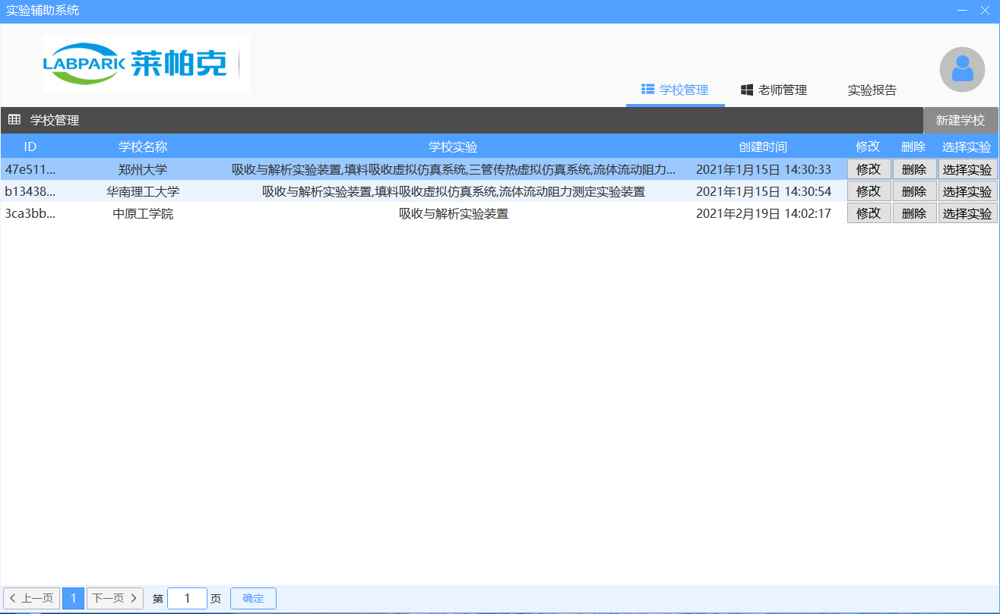 实验辅助系统
LABPARK 莱帕克
学校管理 老师管理 实验报告
学校管理 新建学校
ID 学校名称 学校实验 创建时间 修改 删除 选择实验
47e511... 郑州大学 吸收与解析实验装置,填料吸收虚拟仿真系统,三管传热虚拟仿真系统,流体流动阻力... 2021年1月15日 14:30:33 修改 删除 选择实验
b13438... 华南理工大学 吸收与解析实验装置,填料吸收虚拟仿真系统,流体流动阻力测定实验装置 2021年1月15日 14:30:54 修改 删除 选择实验
3ca3bb... 中原工学院 吸收与解析实验装置 2021年2月19日 14:02:17 修改 删除 选择实验
上一页 1 下一页 第 1 页 确定